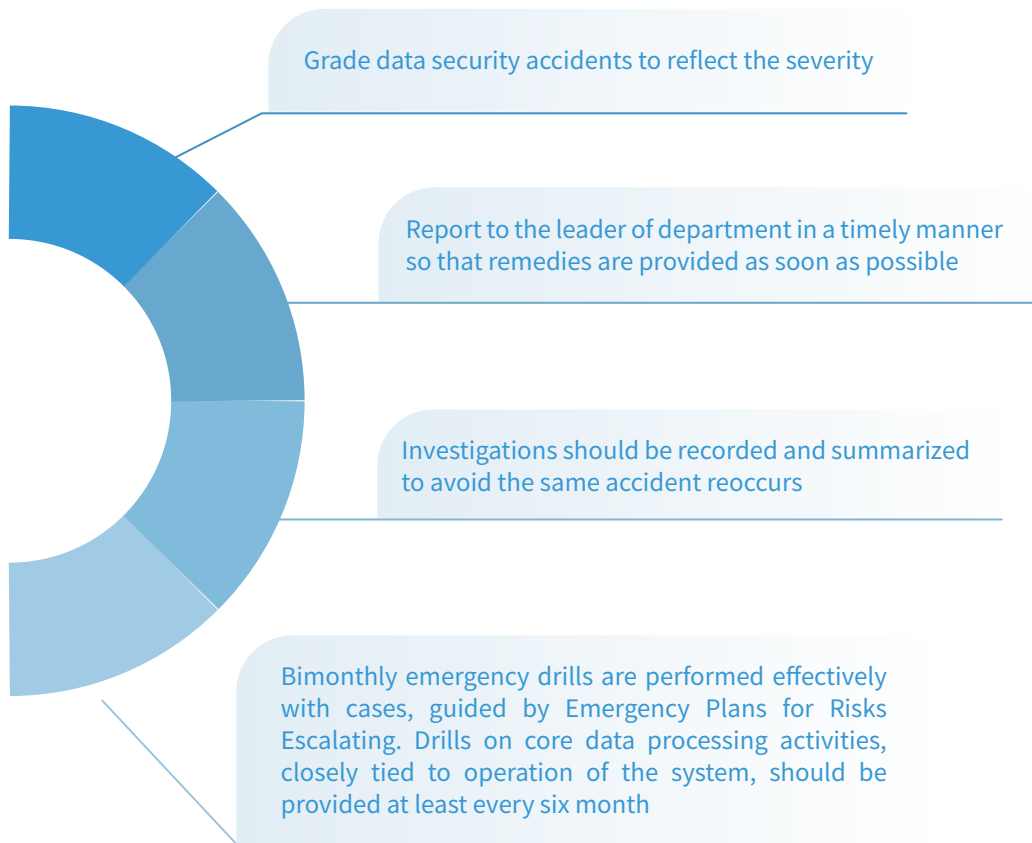 Grade data security accidents to reflect the severity
Report to the leader of department in a timely manner
so that remedies are provided as soon as possible
Investigations should be recorded and summarized
to avoid the same accident reoccurs
Bimonthly emergency drills are performed effectively
with cases, guided by Emergency Plans for Risks
Escalating. Drills on core data processing activities,
closely tied to operation of the system, should be
provided at least every six month